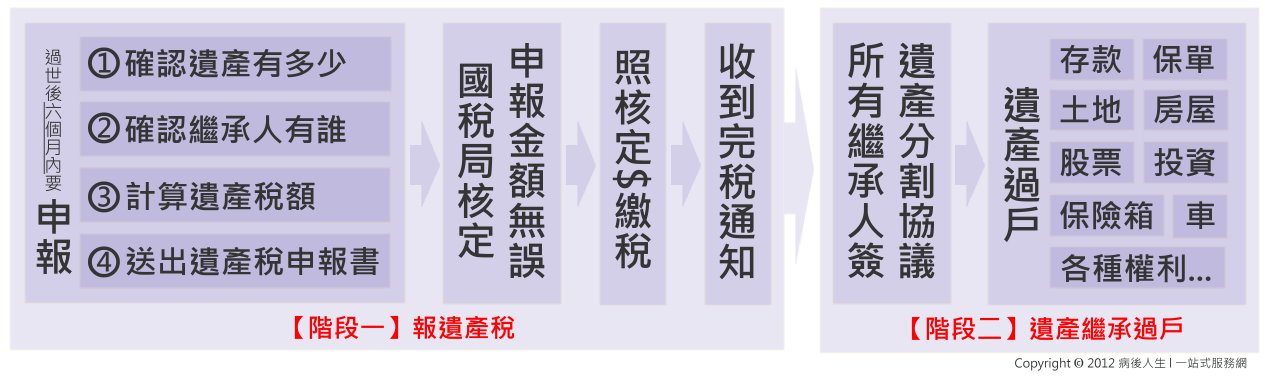 過世後六個月內要
申報
①確認遺產有多少
②確認繼承人有誰
③計算遺產稅額
④送出遺產稅申報書
申報金額無誤
國稅局核定
照核定$繳稅
收到完稅通知
【階段一】報遺產稅
遺產分割協議
所有繼承人簽
遺產過戶
存款
保單
土地
房屋
股票
投資
保險箱
車
各種權利...
【階段二】遺產繼承過戶
Copyright © 2012 病後人生 l 一站式服務網